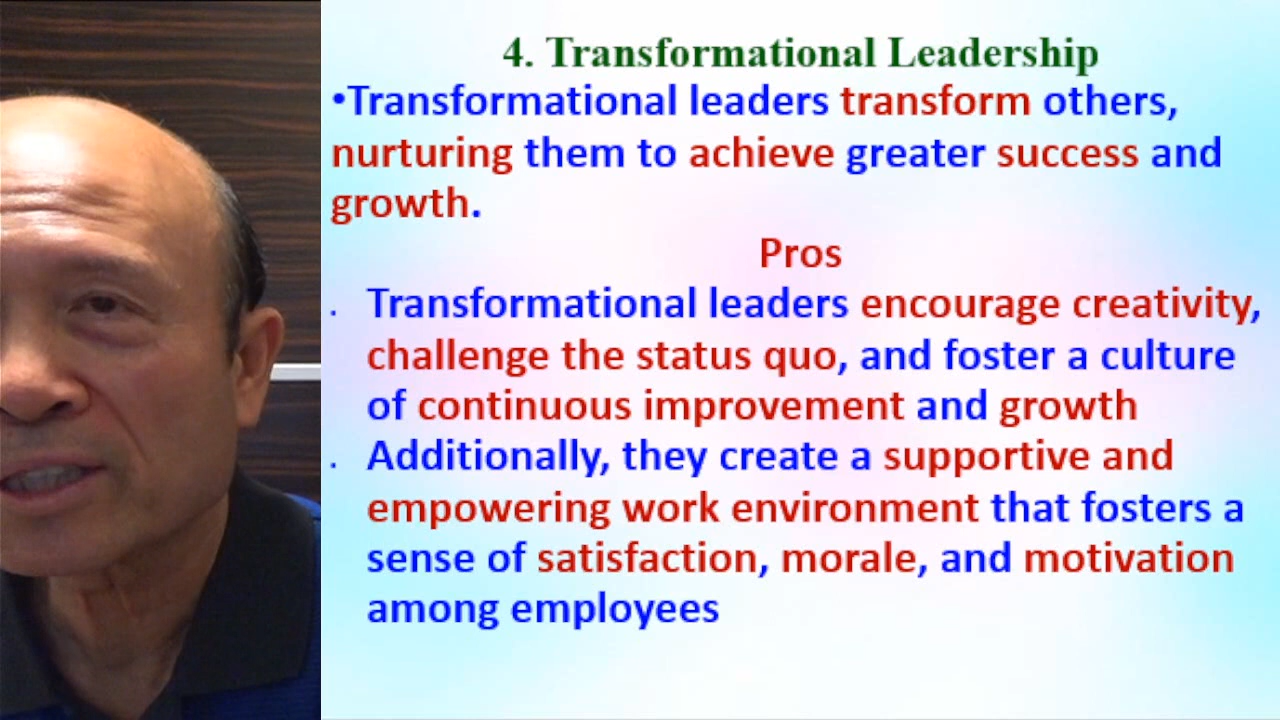 4. Transformational Leadership
•Transformational leaders transform others,
nurturing them to achieve greater success and
growth.
Pros
. Transformational leaders encourage creativity,
challenge the status quo, and foster a culture
of continuous improvement and growth
. Additionally, they create a supportive and
empowering work environment that fosters a
sense of satisfaction, morale, and motivation
among employees